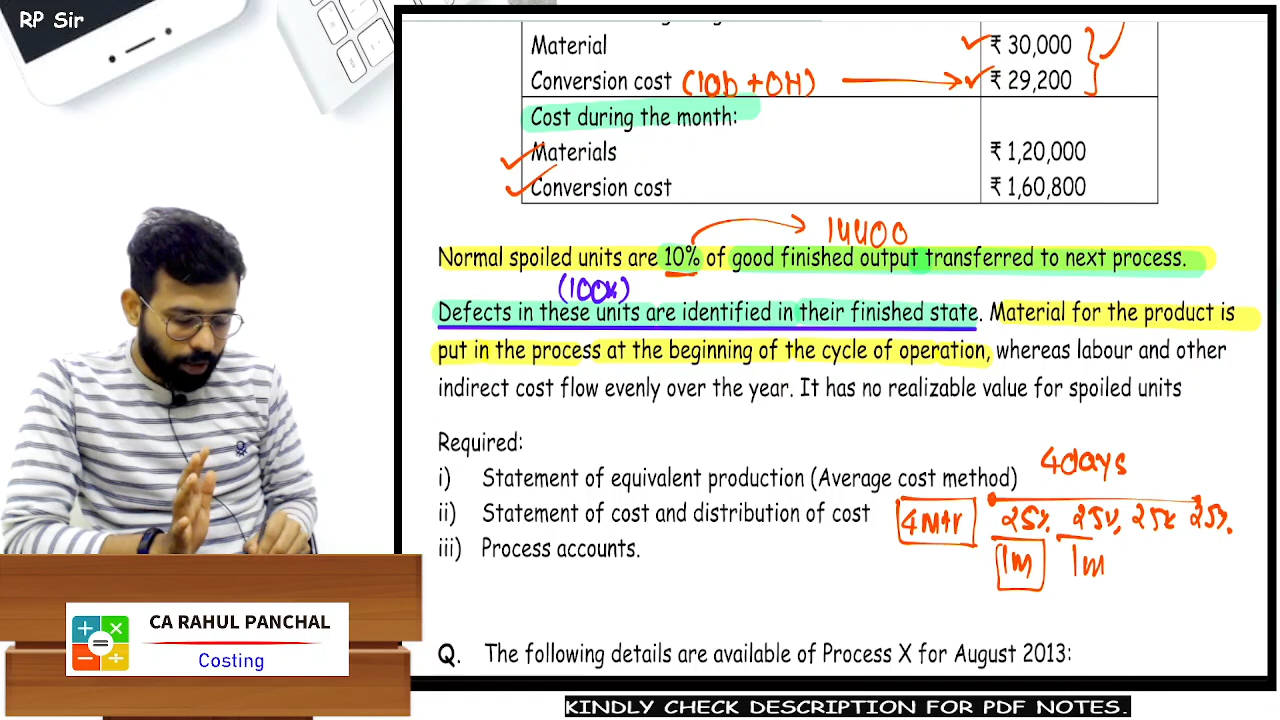 RP Sir
Material ₹ 30,000
Conversion cost (Lab + OH) ₹ 29,200
Cost during the month:
Materials ₹ 1,20,000
Conversion cost ₹ 1,60,800
14400
Normal spoiled units are 10% of good finished output transferred to next process.
(100%)
Defects in these units are identified in their finished state. Material for the product is
put in the process at the beginning of the cycle of operation, whereas labour and other
indirect cost flow evenly over the year. It has no realizable value for spoiled units
Required:
4days
i) Statement of equivalent production (Average cost method)
ii) Statement of cost and distribution of cost 4Mtr 25% 25% 25% 25%
iii) Process accounts. 1m 1m
CA RAHUL PANCHAL
Costing
Q. The following details are available of Process X for August 2013:
KINDLY CHECK DESCRIPTION FOR PDF NOTES.